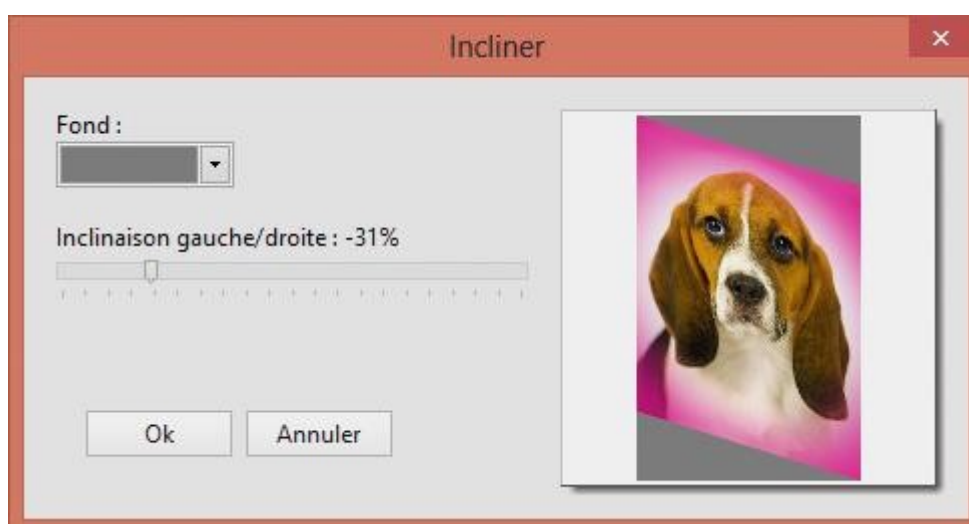 Incliner
Fond :
Inclinaison gauche/droite : -31%
Ok
Annuler